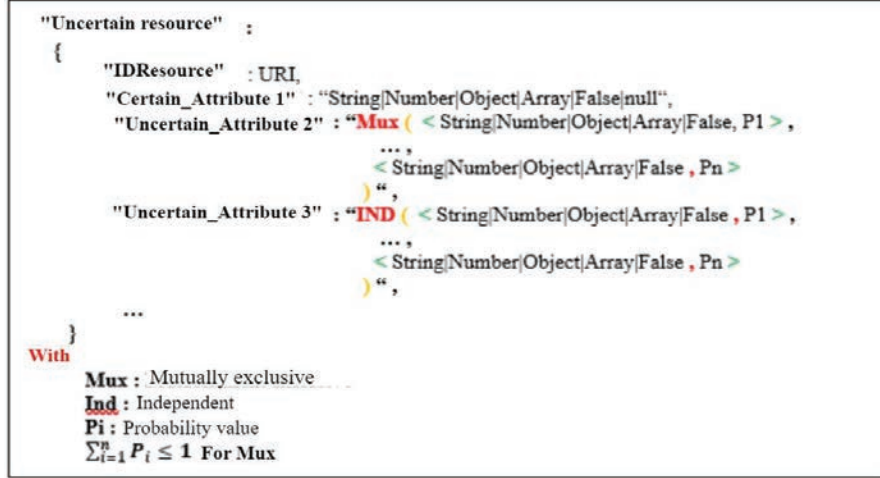 "Uncertain resource" :
{
"IDResource" : URI,
"Certain_Attribute 1" : “String|Number|Object|Array|False|null“,
"Uncertain_Attribute 2" : “Mux ( < String|Number|Object|Array|False, P1 > ,
... ,
< String|Number|Object|Array|False , Pn >
) “ ,
"Uncertain_Attribute 3" : “IND ( < String|Number|Object|Array|False , P1 > ,
... ,
< String|Number|Object|Array|False , Pn >
) “ ,
...
}
With
Mux : Mutually exclusive
Ind : Independent
Pi : Probability value
∑ⁿᵢ₌₁ Pᵢ ≤ 1 For Mux